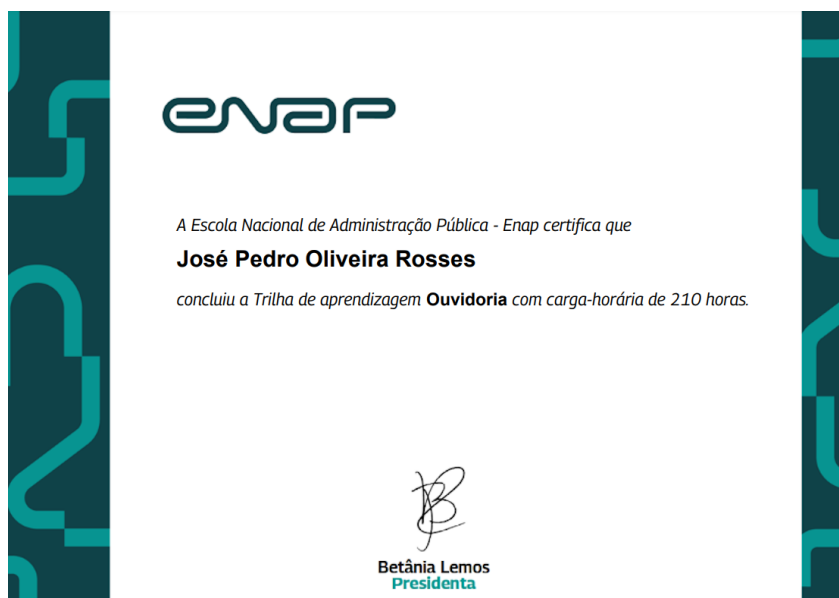 enap
A Escola Nacional de Administração Pública - Enap certifica que
José Pedro Oliveira Rosses
concluiu a Trilha de aprendizagem Ouvidoria com carga-horária de 210 horas.
Betânia Lemos
Presidenta